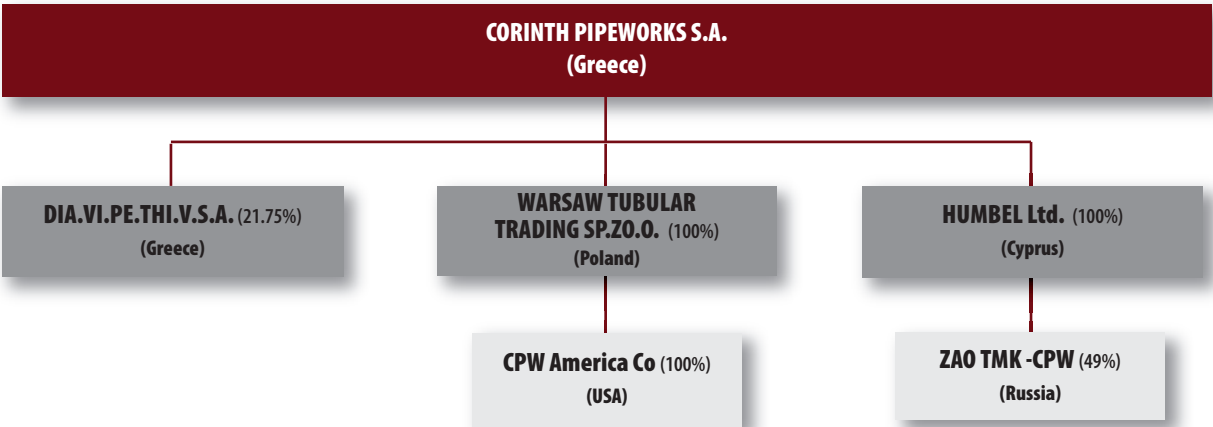 CORINTH PIPEWORKS S.A.
(Greece)
DIA.VI.PE.THI.V.S.A. (21.75%)
(Greece)
WARSAW TUBULAR
TRADING SP.ZO.O. (100%)
(Poland)
HUMBEL Ltd. (100%)
(Cyprus)
CPW America Co (100%)
(USA)
ZAO TMK -CPW (49%)
(Russia)